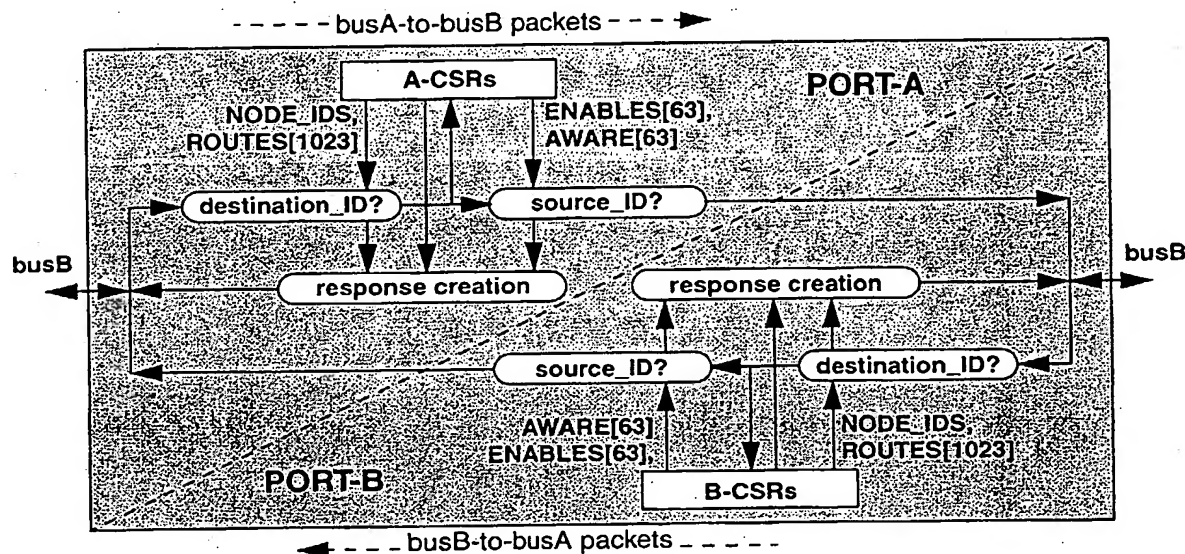 busA-to-busB packets
A-CSRs
PORT-A
NODE_IDS,
ROUTES[1023]
ENABLES[63],
AWARE[63]
destination_ID?
source_ID?
busB
busB
response creation
response creation
source_ID?
destination_ID?
AWARE[63]
ENABLES[63],
NODE_IDS,
ROUTES[1023]
PORT-B
B-CSRs
busB-to-busA packets